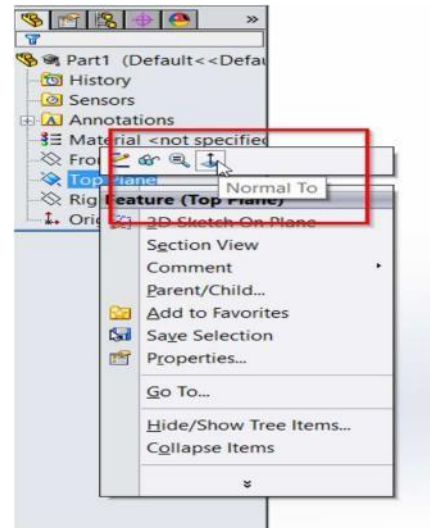 »
Part1 (Default<<Defau
History
Sensors
Annotations
Material <not specified
Fro
Top Plane
Normal To
Rig
Feature (Top Plane)
Orig
3D Sketch On Plane
Section View
Comment
Parent/Child...
Add to Favorites
Save Selection
Properties...
Go To...
Hide/Show Tree Items...
Collapse Items